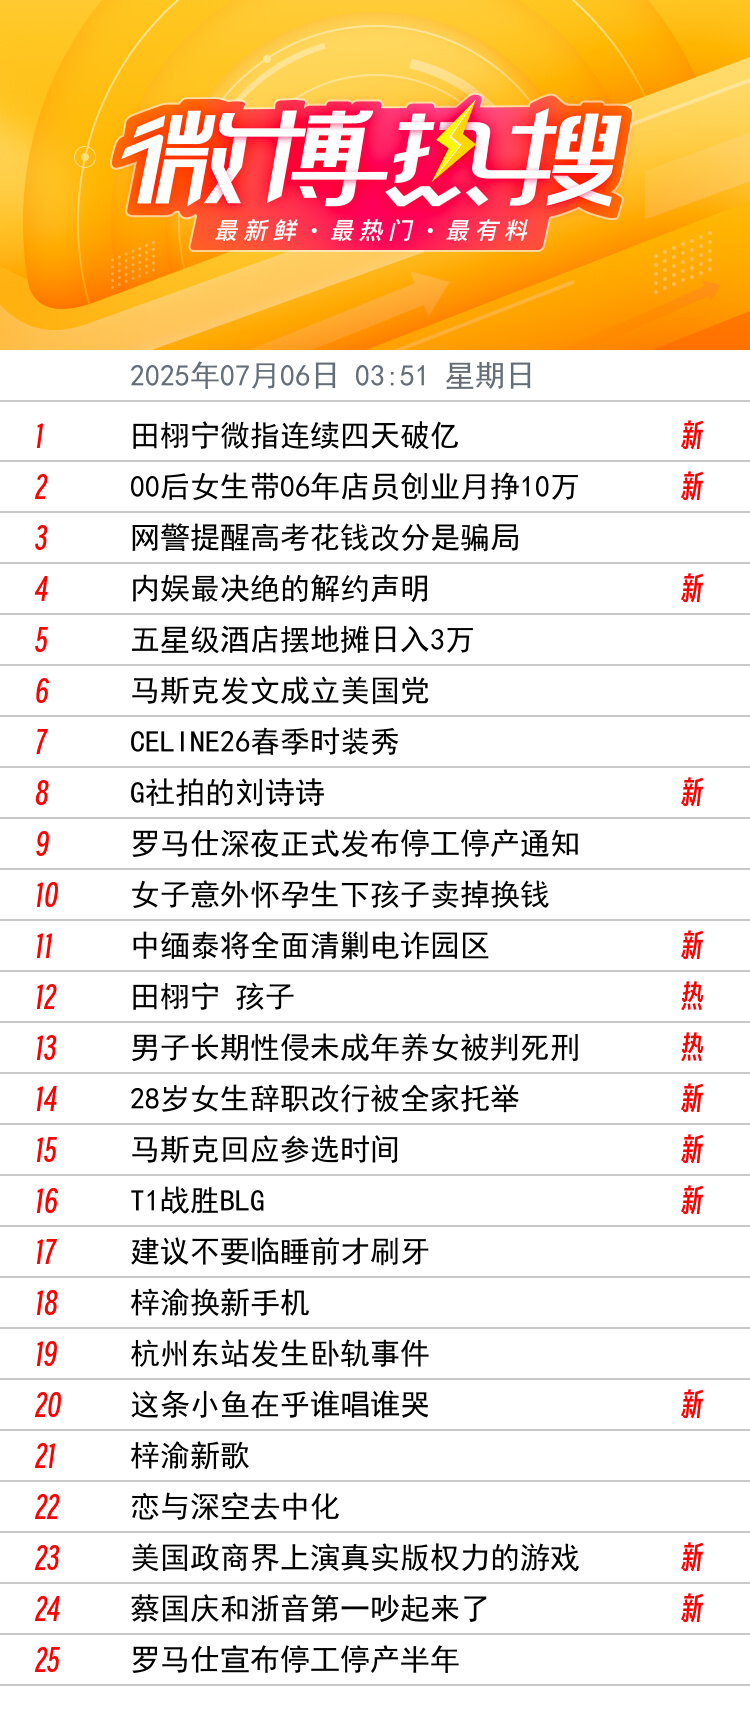 微博热搜
最新鲜·最热门·最有料
2025年07月06日 03:51 星期日
1 田栩宁微指连续四天破亿 新
2 00后女生带06年店员创业月挣10万 新
3 网警提醒高考花钱改分是骗局
4 内娱最决绝的解约声明 新
5 五星级酒店摆地摊日入3万
6 马斯克发文成立美国党
7 CELINE26春季时装秀
8 G社拍的刘诗诗 新
9 罗马仕深夜正式发布停工停产通知
10 女子意外怀孕生下孩子卖掉换钱
11 中缅泰将全面清剿电诈园区 新
12 田栩宁 孩子 热
13 男子长期性侵未成年养女被判死刑 热
14 28岁女生辞职改行被全家托举 新
15 马斯克回应参选时间 新
16 T1战胜BLG 新
17 建议不要临睡前才刷牙
18 梓渝换新手机
19 杭州东站发生卧轨事件
20 这条小鱼在乎谁唱谁哭 新
21 梓渝新歌
22 恋与深空去中化
23 美国政商界上演真实版权力的游戏 新
24 蔡国庆和浙音第一吵起来了 新
25 罗马仕宣布停工停产半年